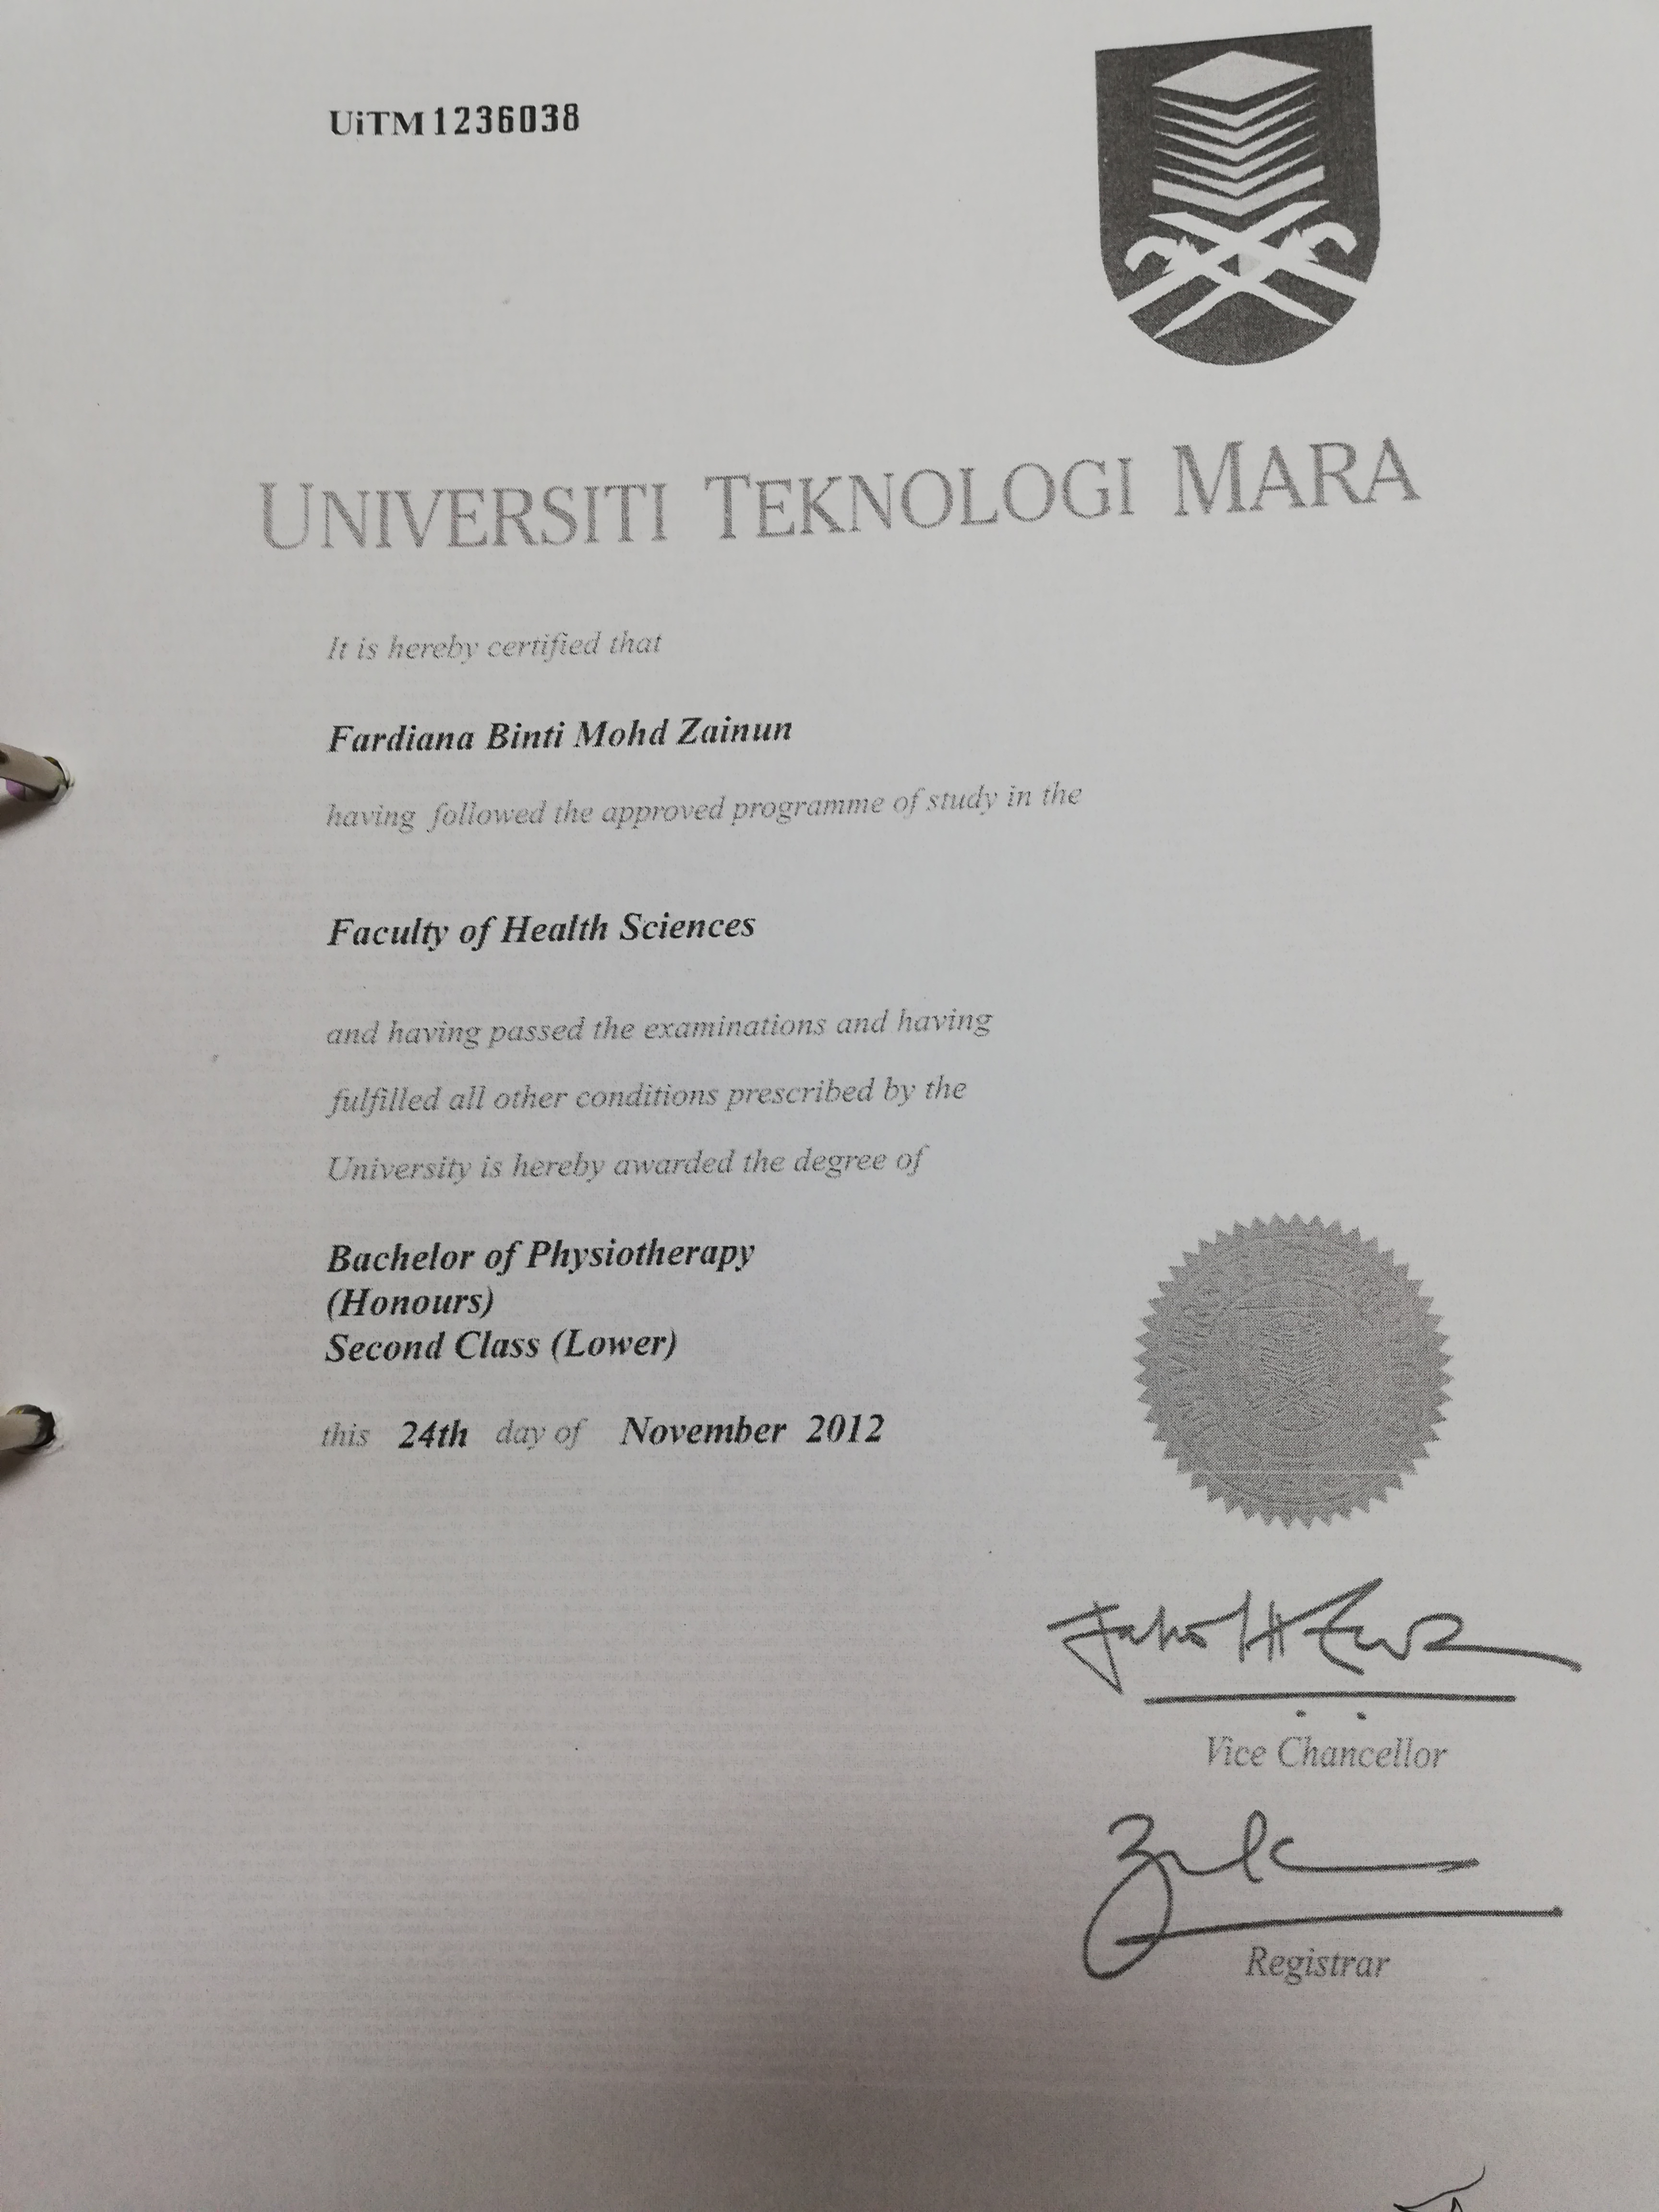 UiTM 1236038
UNIVERSITI TEKNOLOGI MARA
It is hereby certified that
Fardiana Binti Mohd Zainun
having followed the approved programme of study in the
Faculty of Health Sciences
and having passed the examinations and having
fulfilled all other conditions prescribed by the
University is hereby awarded the degree of
Bachelor of Physiotherapy
(Honours)
Second Class (Lower)
this 24th day of November 2012
Vice Chancellor
Registrar